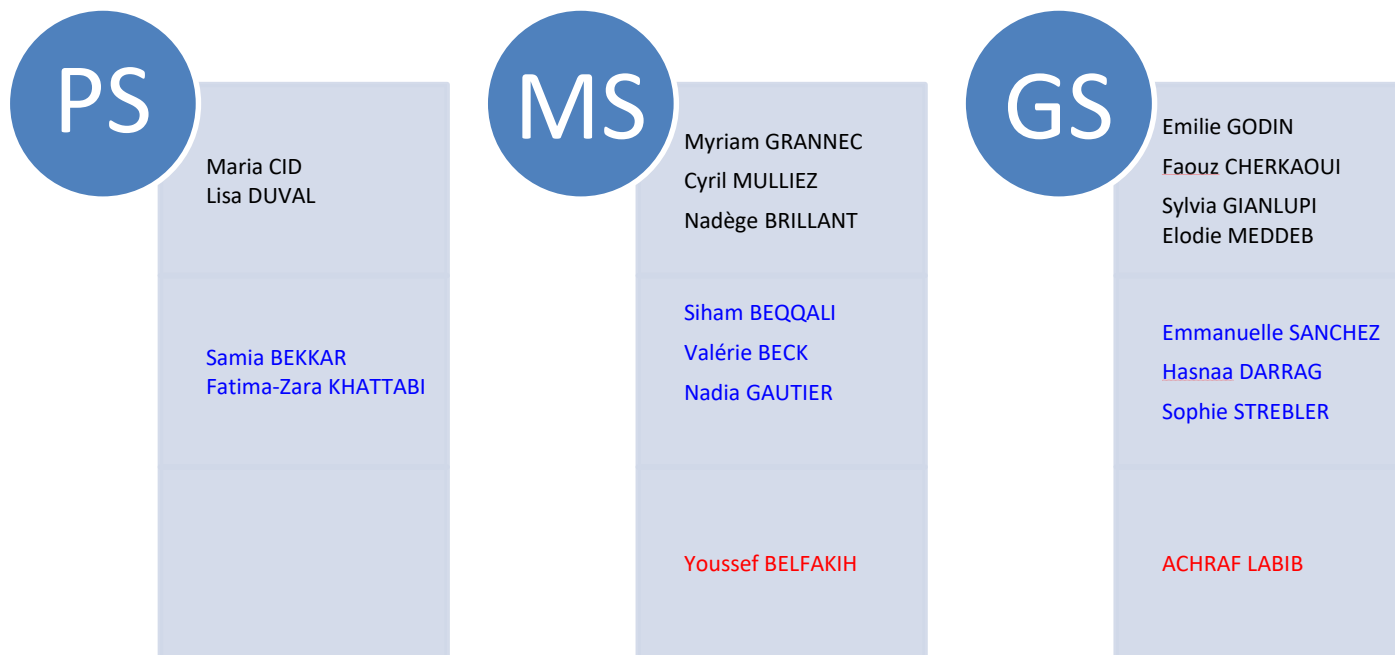 PS
Maria CID
Lisa DUVAL
Samia BEKKAR
Fatima-Zara KHATTABI
MS
Myriam GRANNEC
Cyril MULLIEZ
Nadège BRILLANT
Siham BEQQALI
Valérie BECK
Nadia GAUTIER
Youssef BELFAKIH
GS
Emilie GODIN
Faouz CHERKAOUI
Sylvia GIANLUPI
Elodie MEDDEB
Emmanuelle SANCHEZ
Hasnaa DARRAG
Sophie STREBLER
ACHRAF LABIB